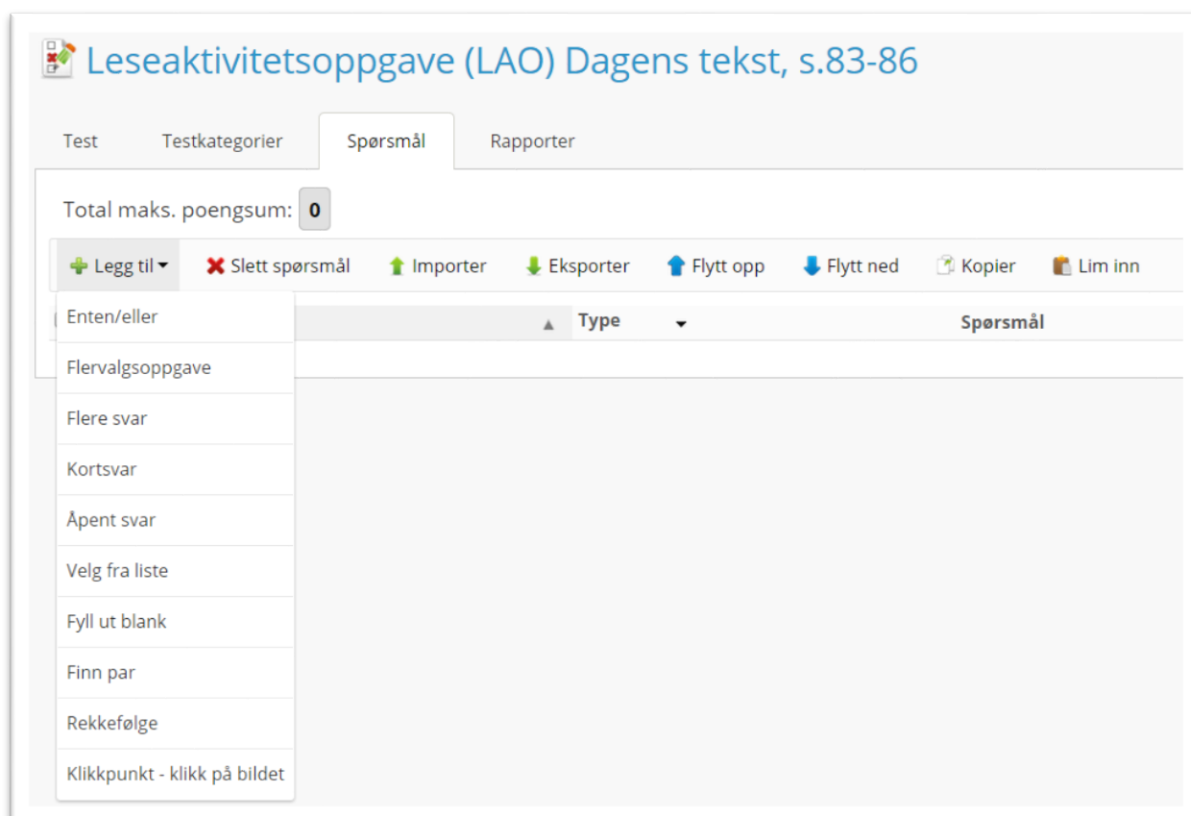 Leseaktivitetsoppgave (LAO) Dagens tekst, s.83-86
Test Testkategorier Spørsmål Rapporter
Total maks. poengsum: 0
Legg til Slett spørsmål Importer Eksporter Flytt opp Flytt ned Kopier Lim inn
Type Spørsmål
Enten/eller
Flervalgsoppgave
Flere svar
Kortsvar
Åpent svar
Velg fra liste
Fyll ut blank
Finn par
Rekkefølge
Klikkpunkt - klikk på bildet